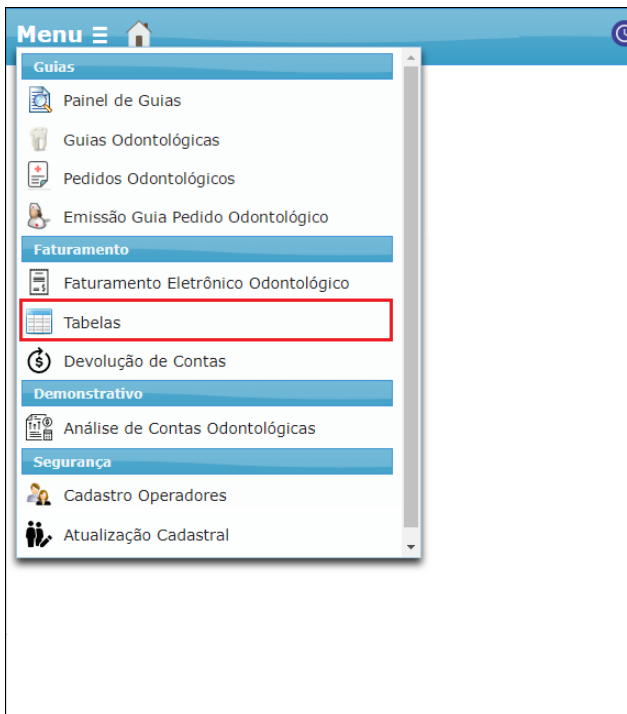 Menu
Guias
Painel de Guias
Guias Odontológicas
Pedidos Odontológicos
Emissão Guia Pedido Odontológico
Faturamento
Faturamento Eletrônico Odontológico
Tabelas
Devolução de Contas
Demonstrativo
Análise de Contas Odontológicas
Segurança
Cadastro Operadores
Atualização Cadastral